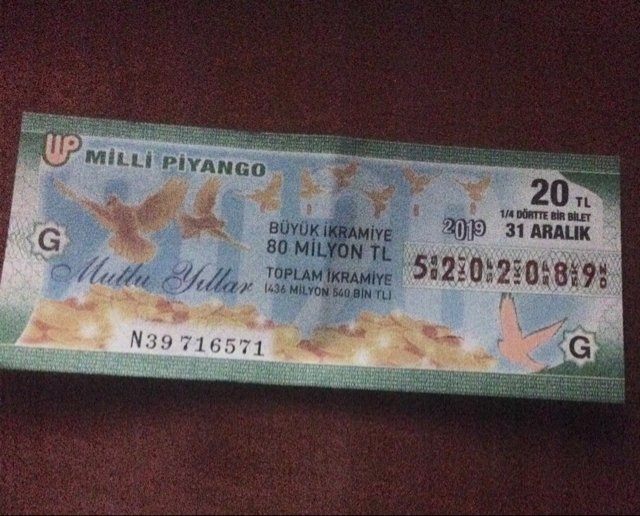 MİLLİ PİYANGO
20 TL
1/4 DÖRTTE BİR BİLET
2019 31 ARALIK
BÜYÜK İKRAMİYE
80 MİLYON TL
5 2 0 2 0 8 9
G
Mutlu Yıllar
TOPLAM İKRAMİYE
(436 MİLYON 540 BİN TL)
N39 716571
G